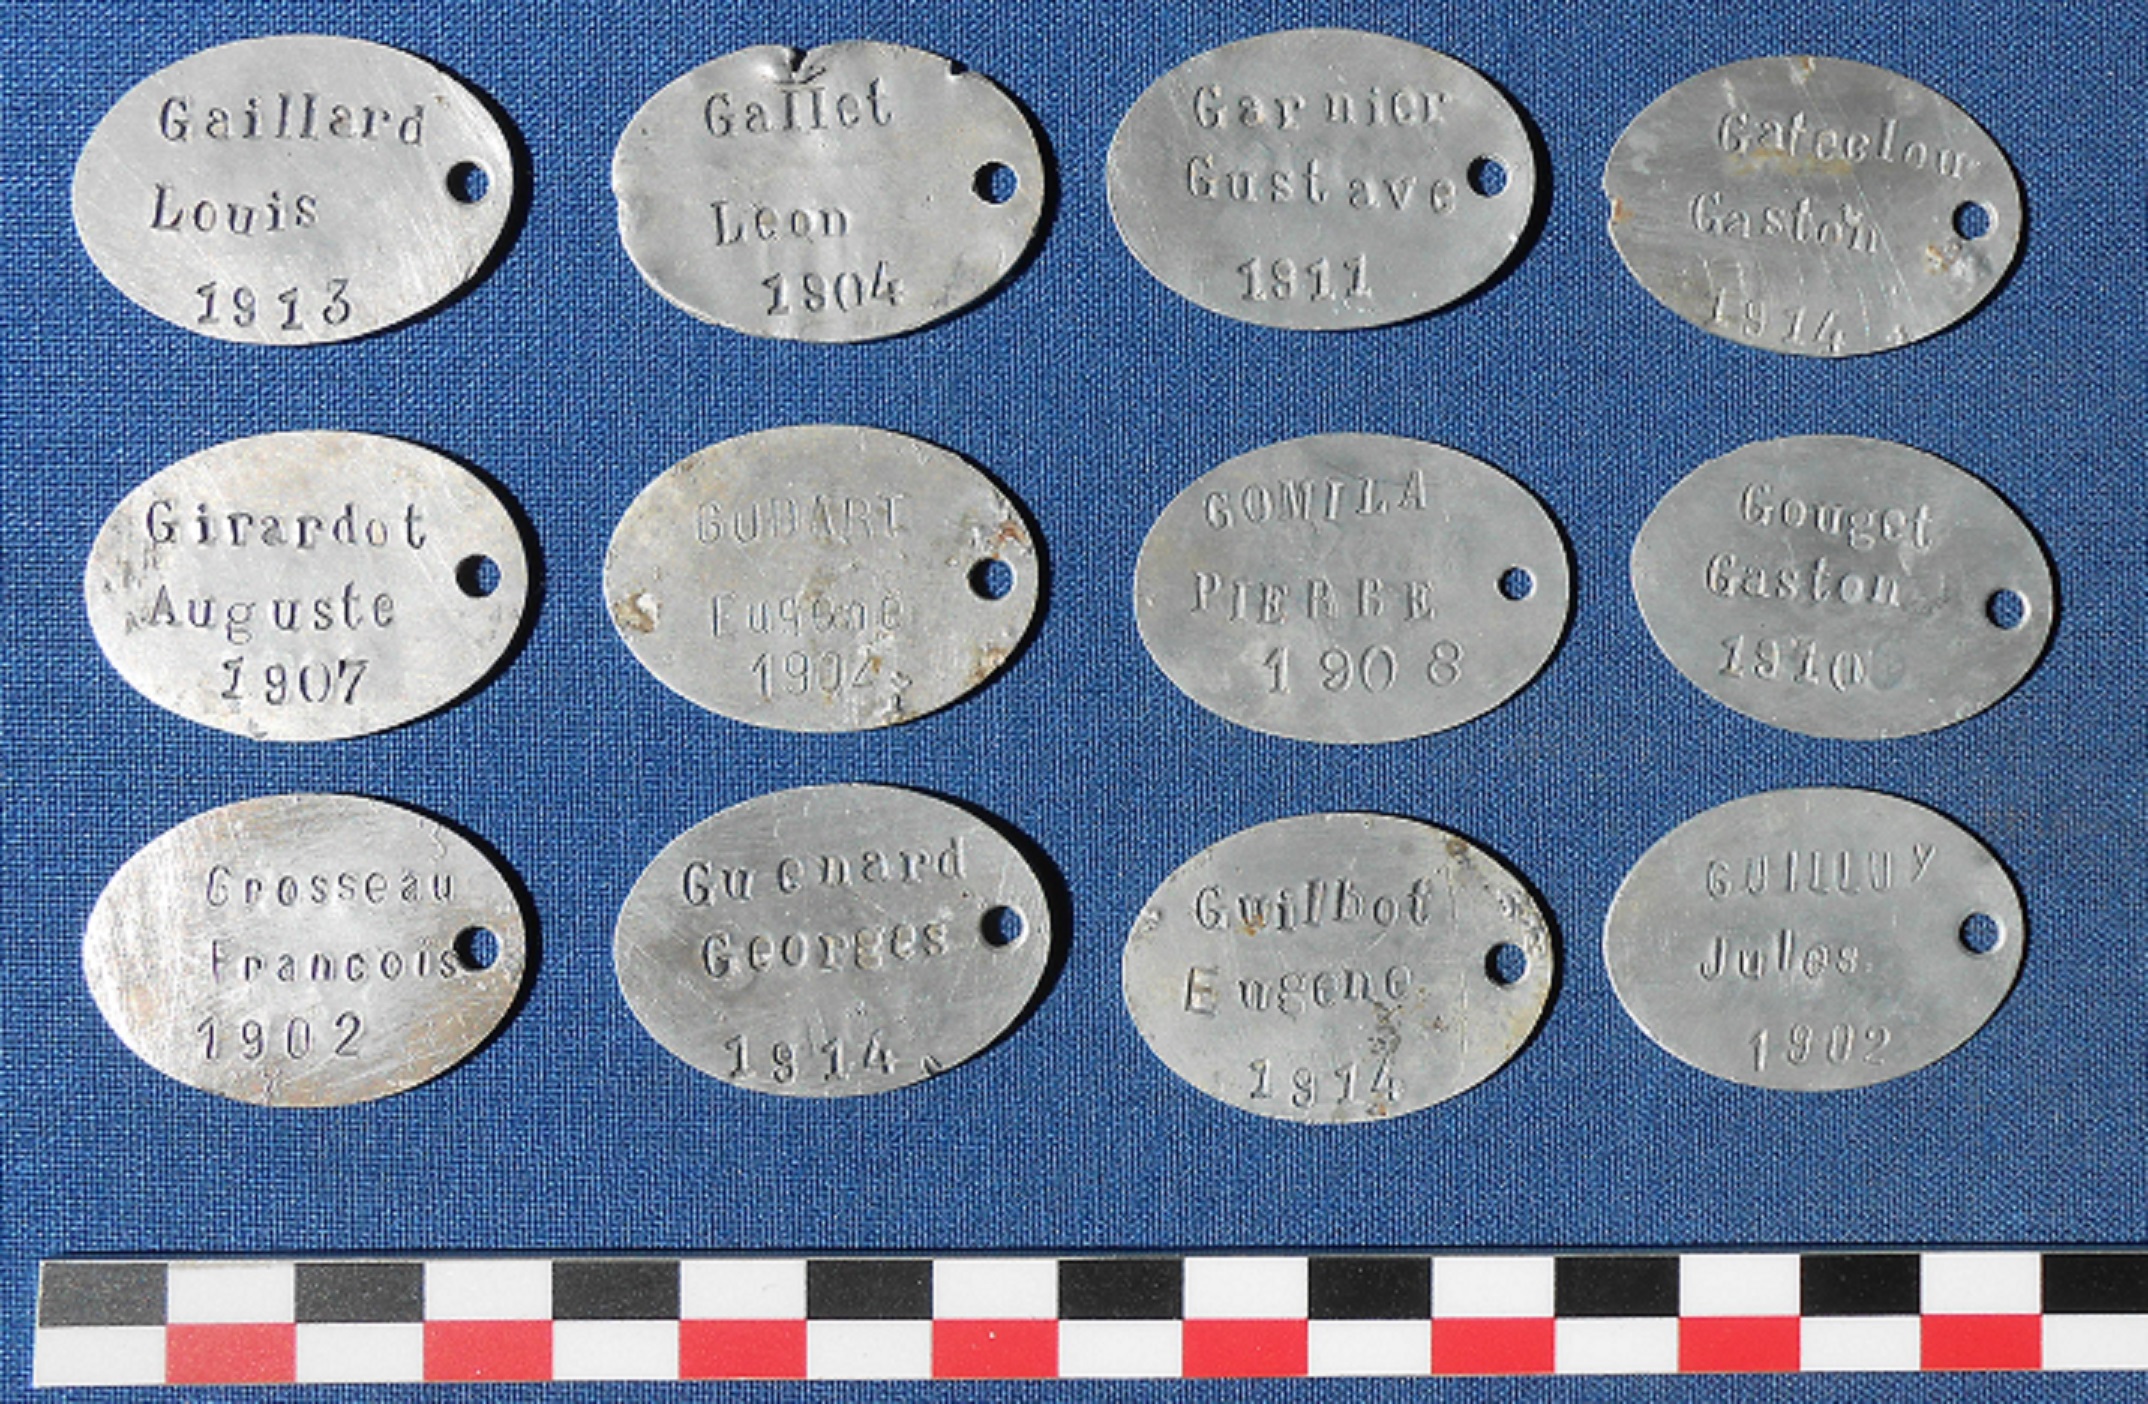 Gaillard
Louis
1913
Gallet
Leon
1904
Garnier
Gustave
1911
Gatcelou
Gaston
1914
Girardot
Auguste
1907
GODART
Eugene
1904
GOMILA
PIERRE
1908
Gouget
Gaston
1910
Grosseau
Francois
1902
Guenard
Georges
1914
Guilbot
Eugene
1914
GUILLUY
Jules
1902